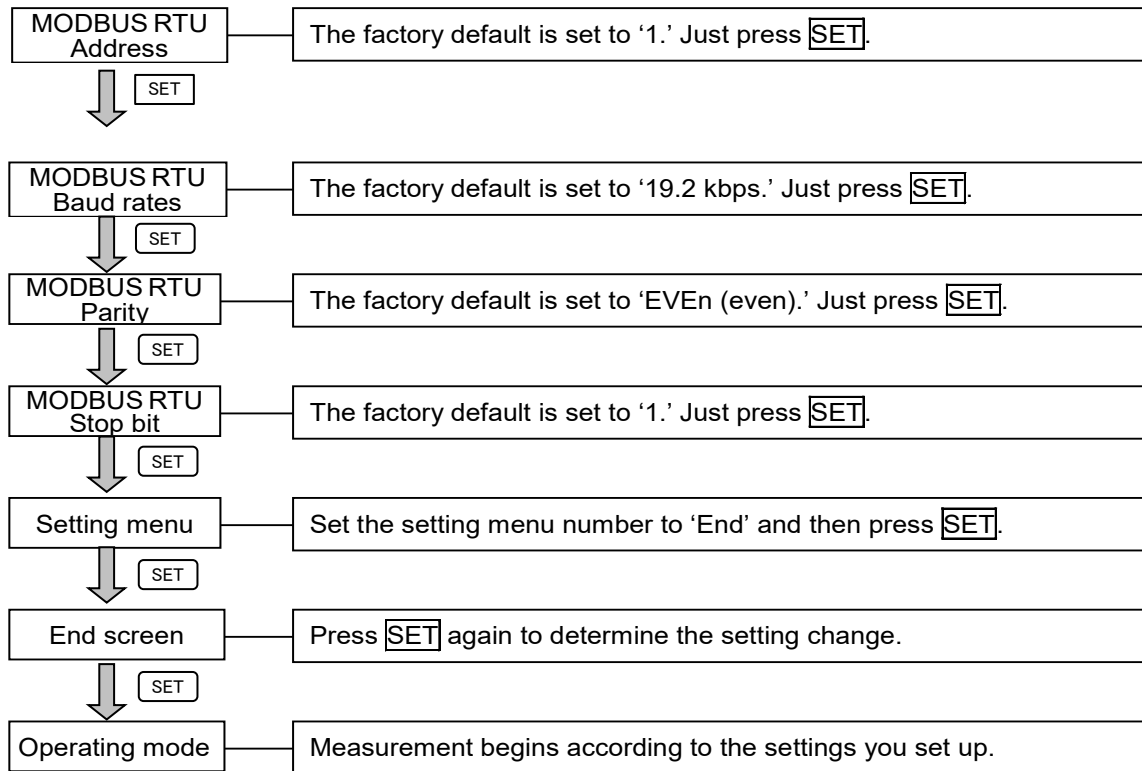 MODBUS RTU
Address
The factory default is set to ‘1.’ Just press SET.
SET
MODBUS RTU
Baud rates
The factory default is set to ‘19.2 kbps.’ Just press SET.
SET
MODBUS RTU
Parity
The factory default is set to ‘EVEn (even).’ Just press SET.
SET
MODBUS RTU
Stop bit
The factory default is set to ‘1.’ Just press SET.
SET
Setting menu
Set the setting menu number to ‘End’ and then press SET.
SET
End screen
Press SET again to determine the setting change.
SET
Operating mode
Measurement begins according to the settings you set up.